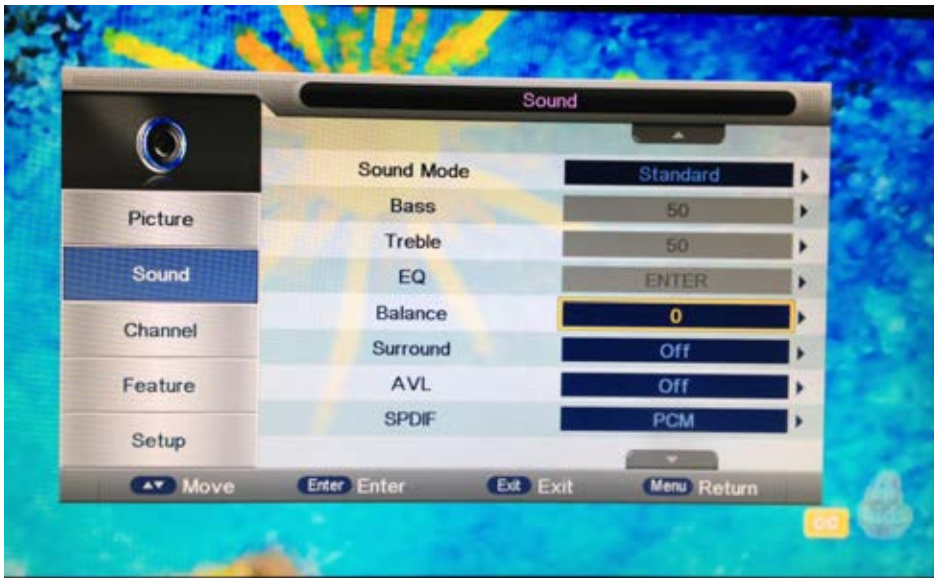 Sound
Sound Mode Standard
Picture
Bass 50
Treble 50
Sound
EQ ENTER
Balance 0
Channel
Surround Off
Feature
AVL Off
SPDIF PCM
Setup
Move Enter Enter Exit Exit Menu Return